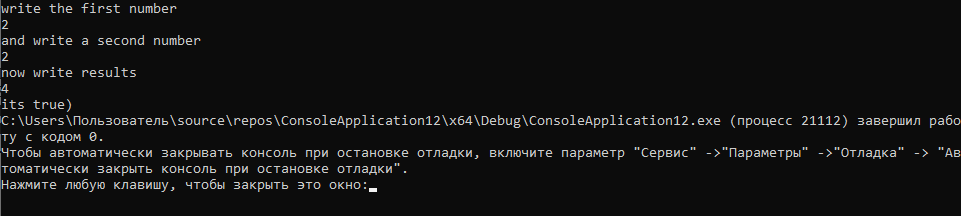 write the first number
2
and write a second number
2
now write results
4
its true)
C:\Users\Пользователь\source\repos\ConsoleApplication12\x64\Debug\ConsoleApplication12.exe (процесс 21112) завершил рабо
ту с кодом 0.
Чтобы автоматически закрывать консоль при остановке отладки, включите параметр "Сервис" ->"Параметры" ->"Отладка" -> "Ав
томатически закрыть консоль при остановке отладки".
Нажмите любую клавишу, чтобы закрыть это окно: